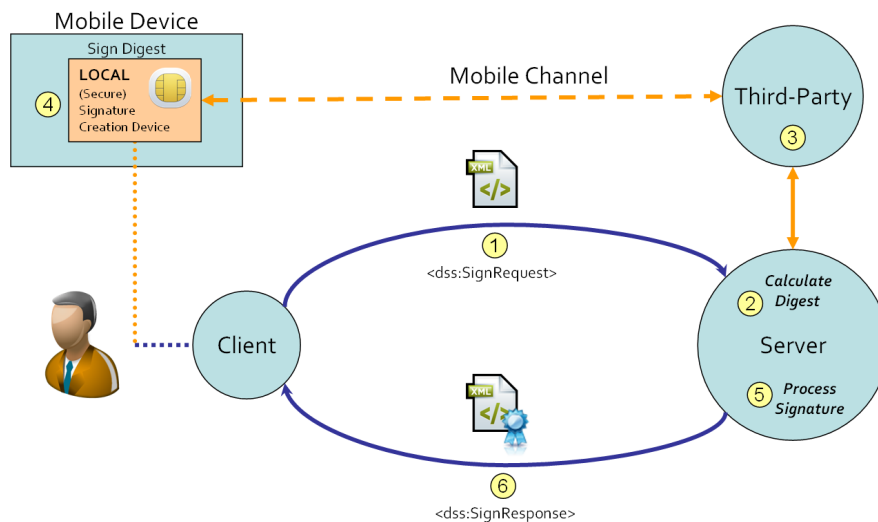 Mobile Device
Sign Digest
LOCAL
(Secure)
Signature
Creation Device
4
Mobile Channel
Third-Party
3
XML
</>
1
<dss:SignRequest>
2
Calculate
Digest
Client
Server
XML
</>
5
Process
Signature
6
<dss:SignResponse>